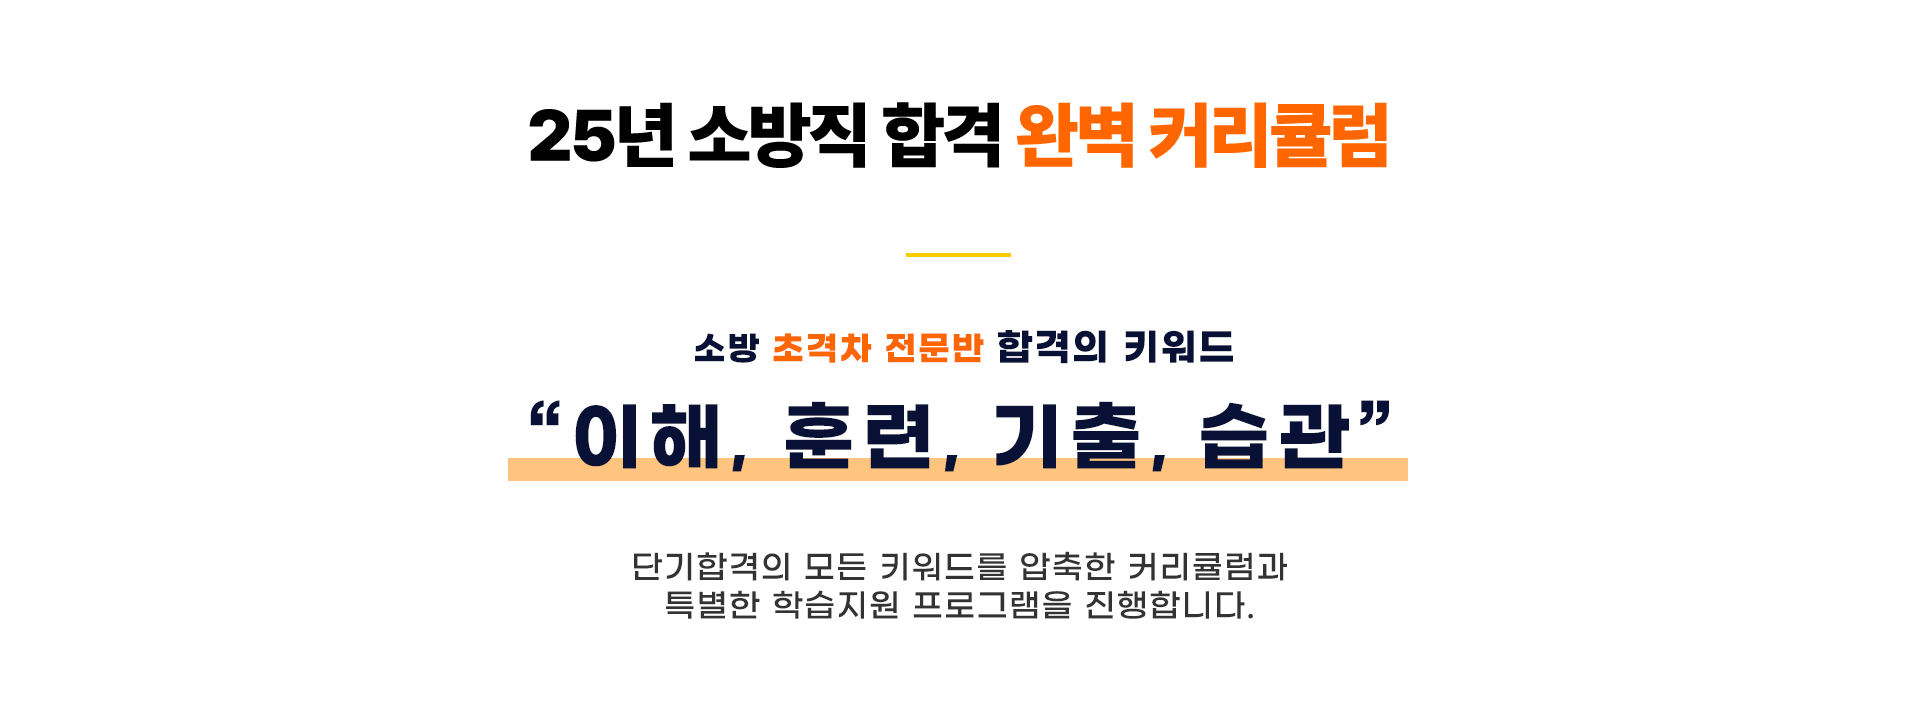 25년 소방직 합격 완벽 커리큘럼
소방 초격차 전문반 합격의 키워드
“이해, 훈련, 기출, 습관”
단기합격의 모든 키워드를 압축한 커리큘럼과
특별한 학습지원 프로그램을 진행합니다.